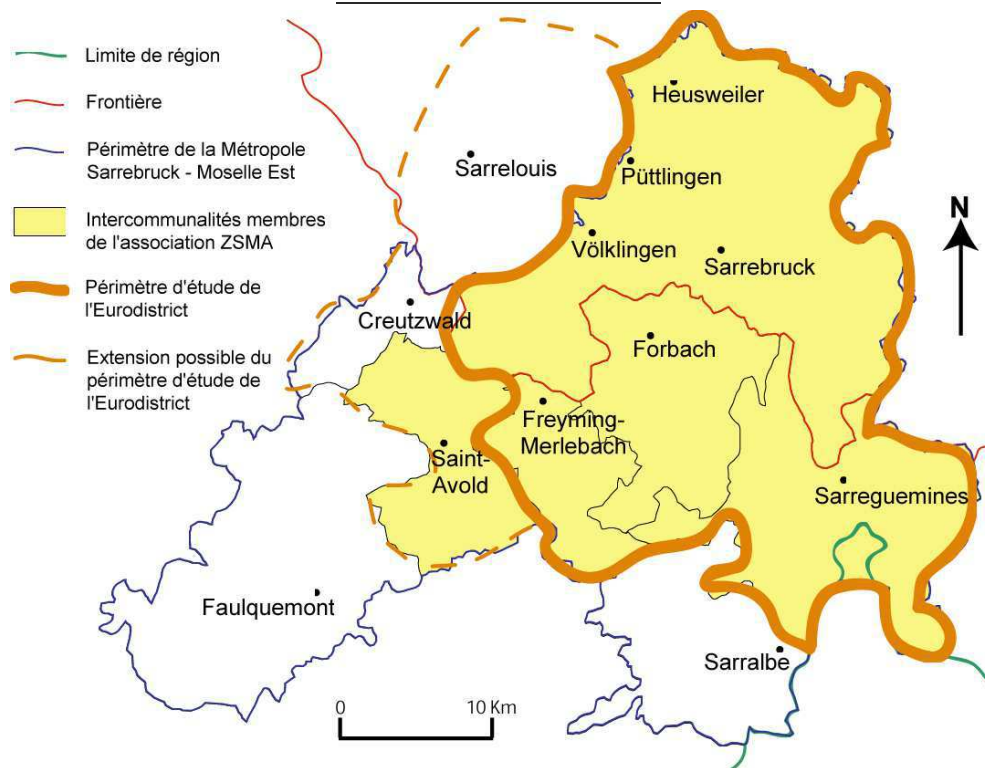 Limite de région
Frontière
Périmètre de la Métropole
Sarrebruck - Moselle Est
Intercommunalités membres
de l'association ZSMA
Périmètre d'étude de
l'Eurodistrict
Extension possible du
périmètre d'étude de
l'Eurodistrict
Heusweiler
Sarrelouis
Püttlingen
N
Völklingen
Sarrebruck
Creutzwald
Forbach
Freyming-
Merlebach
Saint-
Avold
Sarreguemines
Faulquemont
Sarralbe
0 10 Km